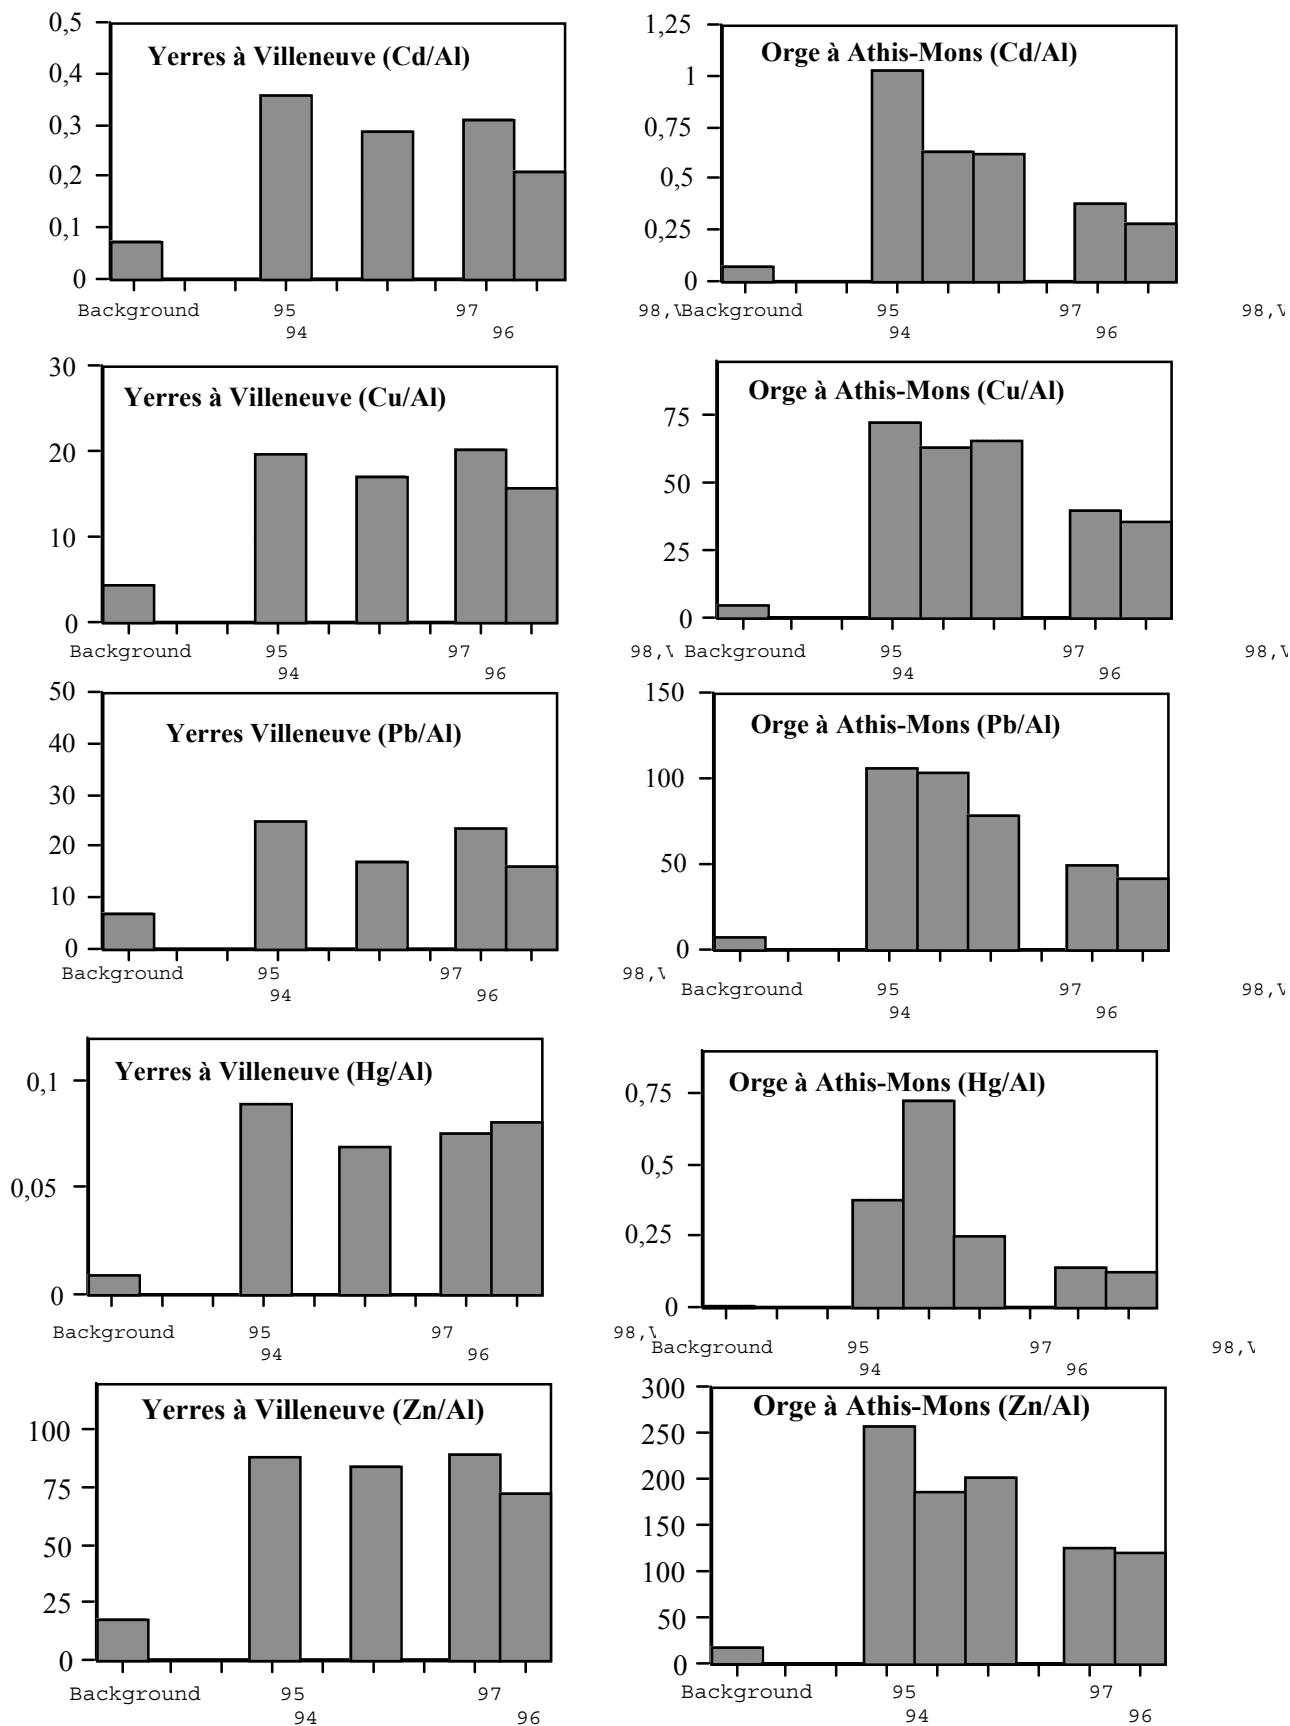 Yerres à Villeneuve (Cd/Al)
0,5
0,4
0,3
0,2
0,1
0
Background 95 97 98,V
94 96
Orge à Athis-Mons (Cd/Al)
1,25
1
0,75
0,5
0,25
0
Background 95 97 98,V
94 96
Yerres à Villeneuve (Cu/Al)
30
20
10
0
Background 95 97 98,V
94 96
Orge à Athis-Mons (Cu/Al)
75
50
25
0
Background 95 97 98,V
94 96
Yerres Villeneuve (Pb/Al)
50
40
30
20
10
0
Background 95 97 98,V
94 96
Orge à Athis-Mons (Pb/Al)
150
100
50
0
Background 95 97 98,V
94 96
Yerres à Villeneuve (Hg/Al)
0,1
0,05
0
Background 95 97 98,V
94 96
Orge à Athis-Mons (Hg/Al)
0,75
0,5
0,25
0
Background 95 97 98,V
94 96
Yerres à Villeneuve (Zn/Al)
100
75
50
25
0
Background 95 97
94 96
Orge à Athis-Mons (Zn/Al)
300
250
200
150
100
50
0
Background 95 97
94 96